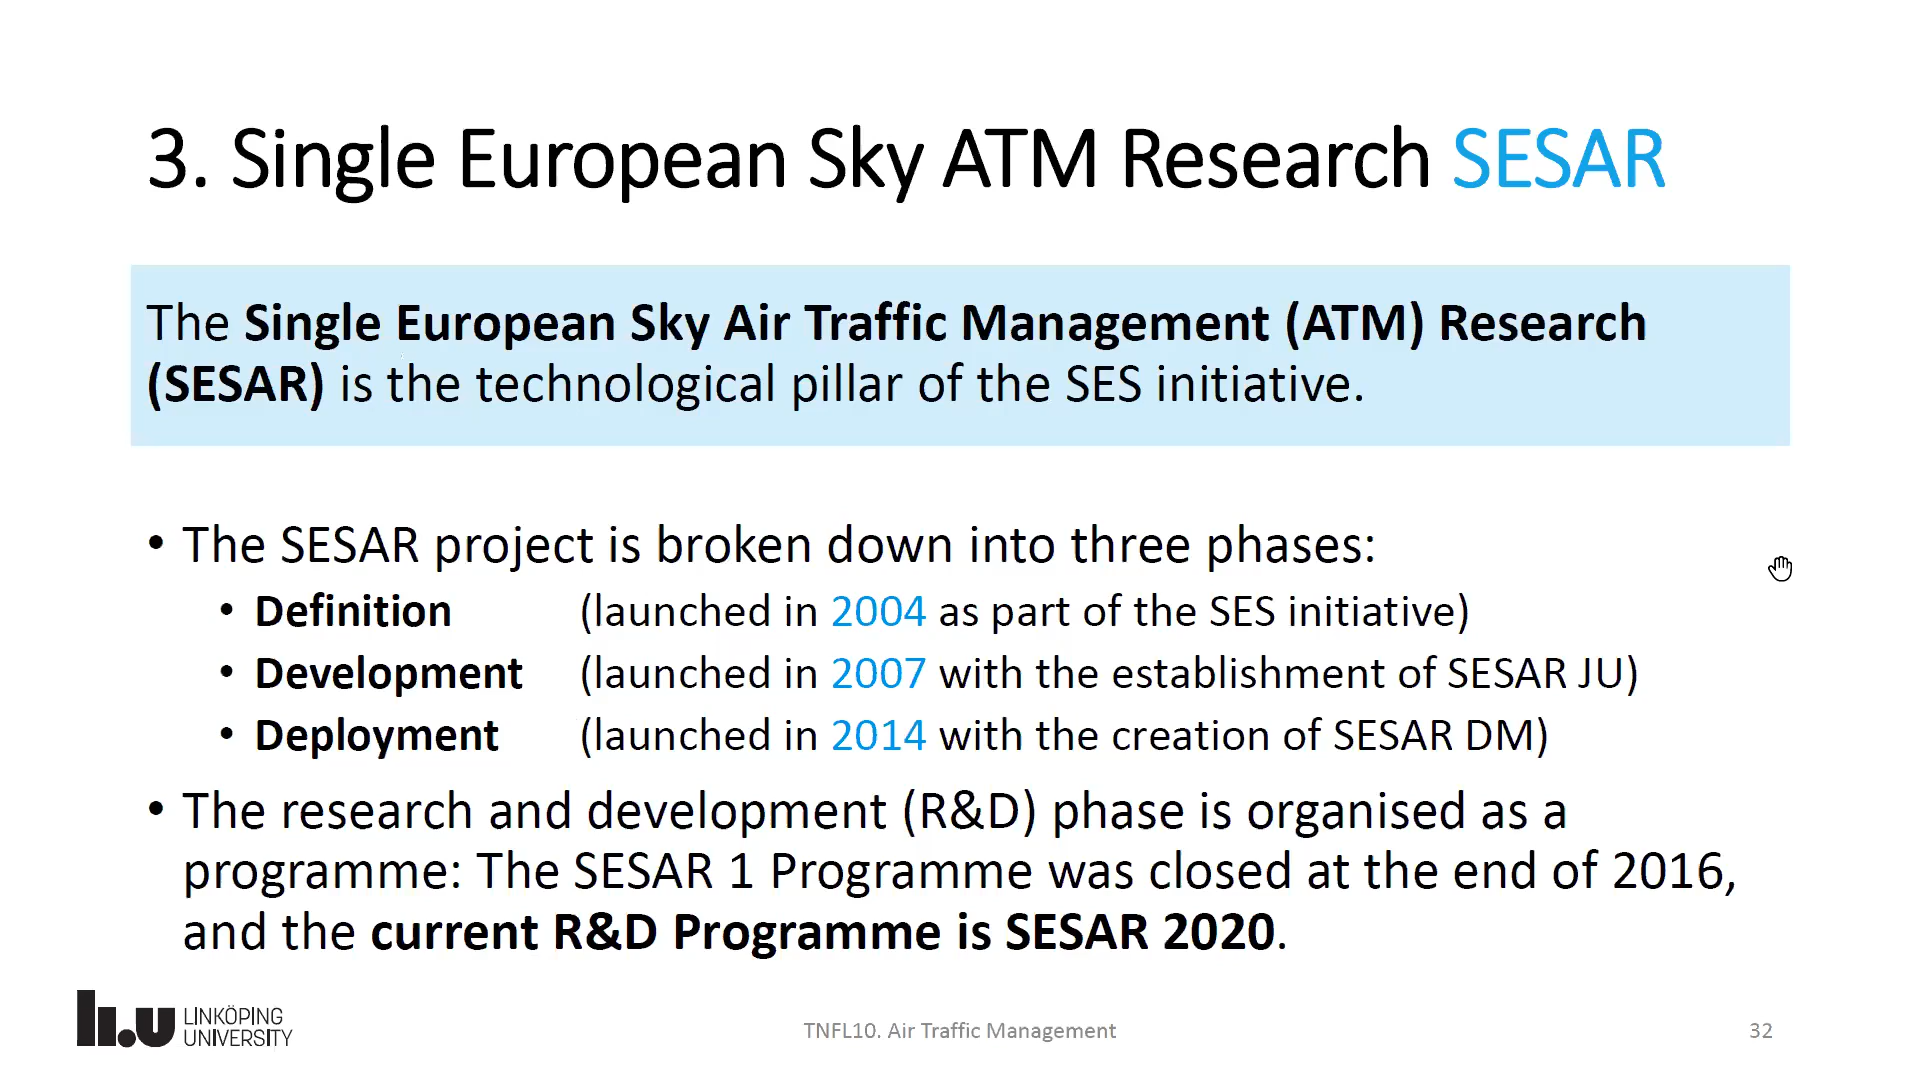 3. Single European Sky ATM Research SESAR
The Single European Sky Air Traffic Management (ATM) Research
(SESAR) is the technological pillar of the SES initiative.
• The SESAR project is broken down into three phases:
• Definition (launched in 2004 as part of the SES initiative)
• Development (launched in 2007 with the establishment of SESAR JU)
• Deployment (launched in 2014 with the creation of SESAR DM)
• The research and development (R&D) phase is organised as a
programme: The SESAR 1 Programme was closed at the end of 2016,
and the current R&D Programme is SESAR 2020.
li.u LINKÖPING
UNIVERSITY
TNFL10. Air Traffic Management
32